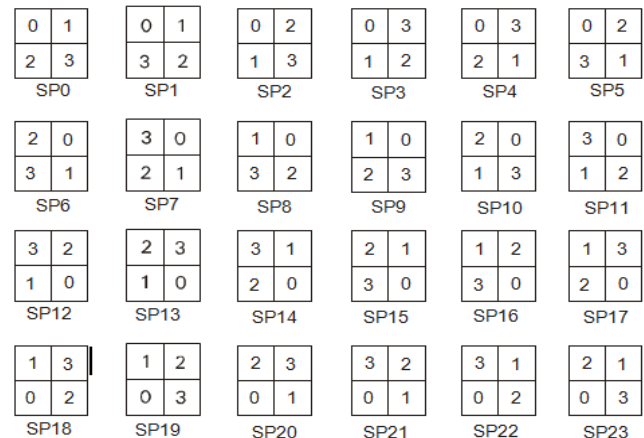 0 1 0 1 0 2 0 3 0 3 0 2
2 3 3 2 1 3 1 2 2 1 3 1
SP0 SP1 SP2 SP3 SP4 SP5
2 0 3 0 1 0 1 0 2 0 3 0
3 1 2 1 3 2 2 3 1 3 1 2
SP6 SP7 SP8 SP9 SP10 SP11
3 2 2 3 3 1 2 1 1 2 1 3
1 0 1 0 2 0 3 0 3 0 2 0
SP12 SP13 SP14 SP15 SP16 SP17
1 3 1 2 2 3 3 2 3 1 2 1
0 2 0 3 0 1 0 1 0 2 0 3
SP18 SP19 SP20 SP21 SP22 SP23